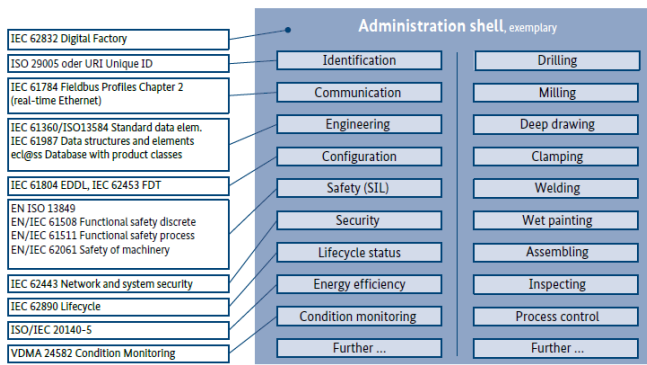 Administration shell, exemplary
IEC 62832 Digital Factory
ISO 29005 oder URI Unique ID
IEC 61784 Fieldbus Profiles Chapter 2
(real-time Ethernet)
IEC 61360/ISO13584 Standard data elem.
IEC 61987 Data structures and elements
ecl@ss Database with product classes
IEC 61804 EDDL, IEC 62453 FDT
EN ISO 13849
EN/IEC 61508 Functional safety discrete
EN/IEC 61511 Functional safety process
EN/IEC 62061 Safety of machinery
IEC 62443 Network and system security
IEC 62890 Lifecycle
ISO/IEC 20140-5
VDMA 24582 Condition Monitoring
Identification
Communication
Engineering
Configuration
Safety (SIL)
Security
Lifecycle status
Energy efficiency
Condition monitoring
Further ...
Drilling
Milling
Deep drawing
Clamping
Welding
Wet painting
Assembling
Inspecting
Process control
Further ...